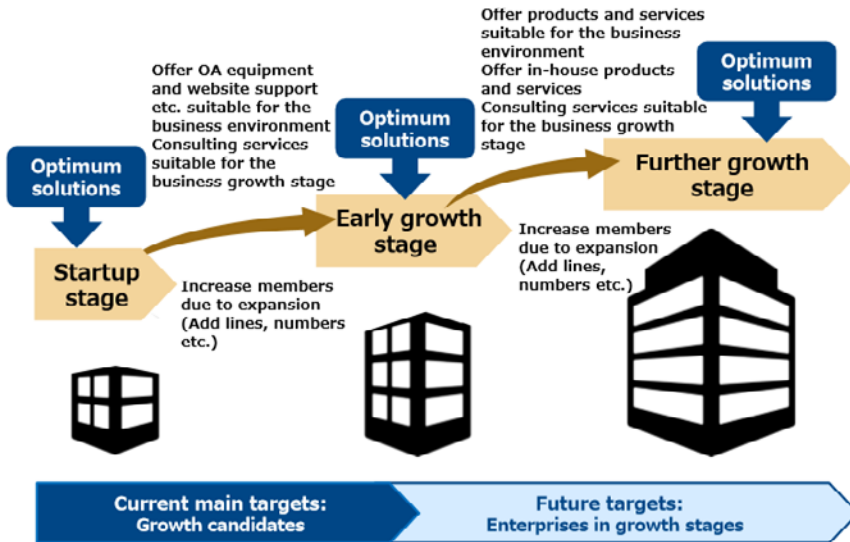 Offer products and services
suitable for the business
environment
Offer in-house products
and services
Consulting services suitable
for the business growth
stage
Optimum
solutions
Offer OA equipment
and website support
etc. suitable for the
business environment
Consulting services
suitable for the
business growth stage
Optimum
solutions
Optimum
solutions
Further growth
stage
Early growth
stage
Startup
stage
Increase members
due to expansion
(Add lines,
numbers etc.)
Increase members
due to expansion
(Add lines, numbers
etc.)
Current main targets:
Growth candidates
Future targets:
Enterprises in growth stages